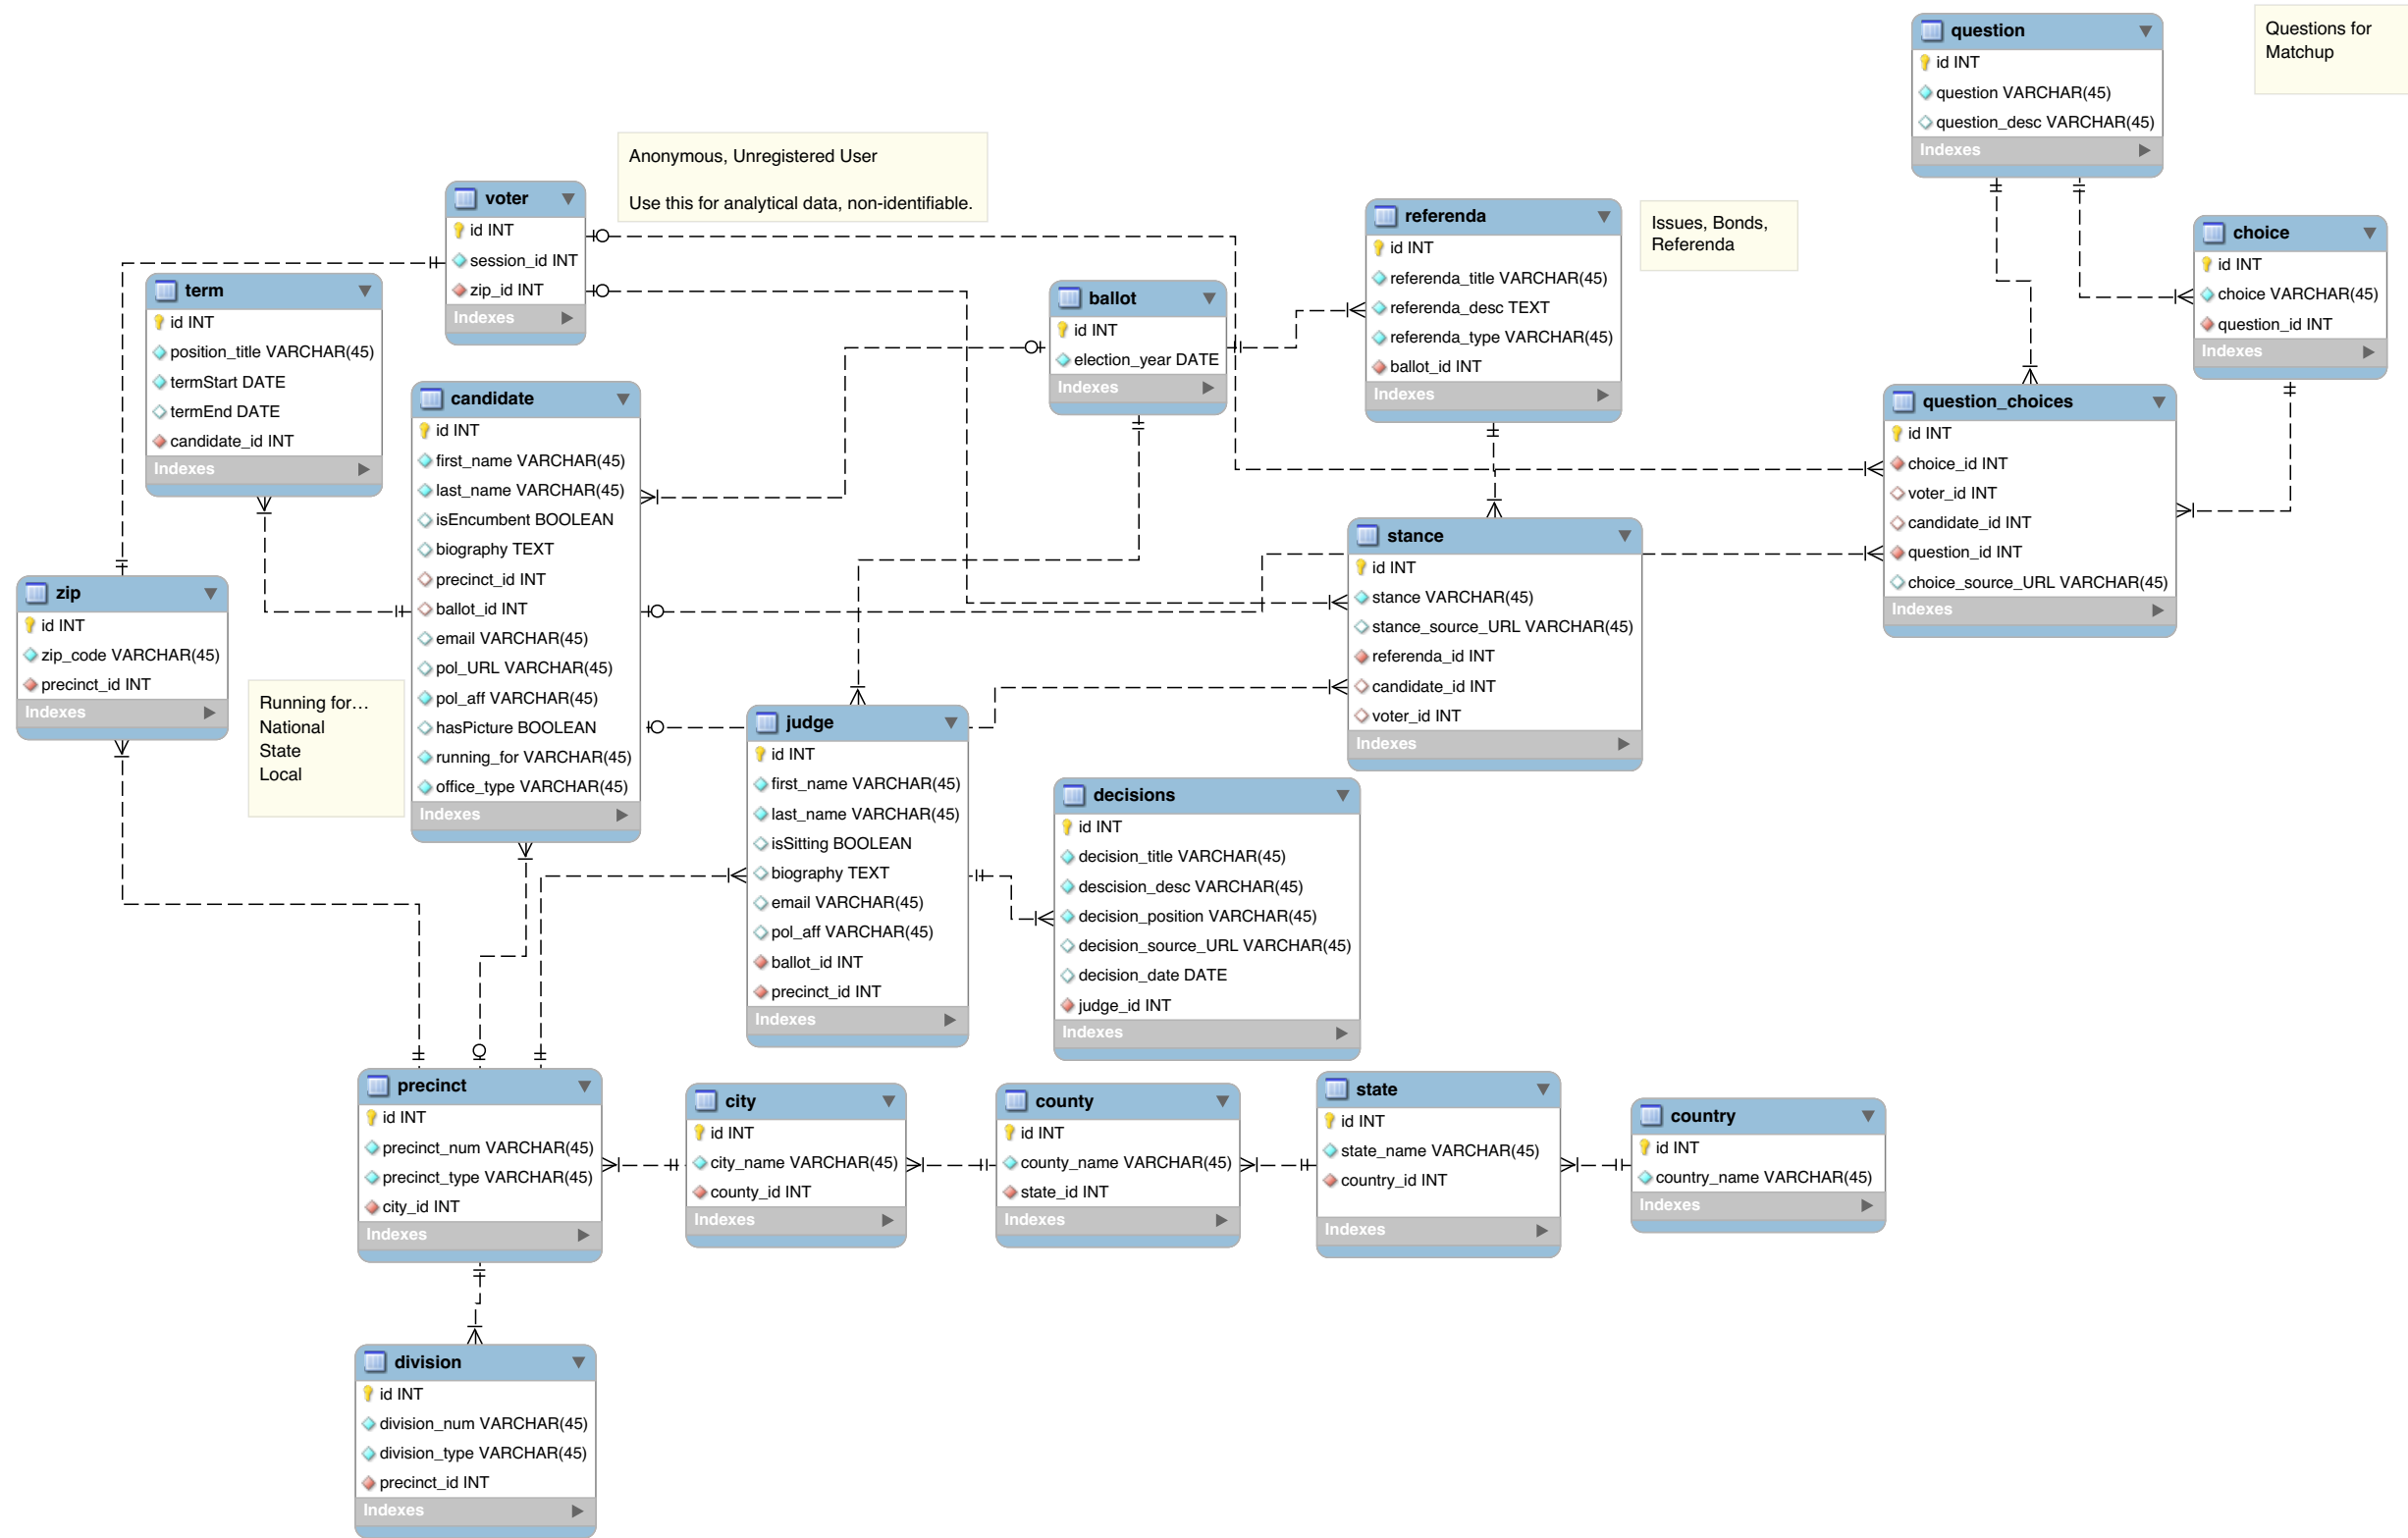 question
id INT
question VARCHAR(45)
question_desc VARCHAR(45)
Indexes
Questions for
Matchup
Anonymous, Unregistered User
Use this for analytical data, non-identifiable.
voter
id INT
session_id INT
zip_id INT
Indexes
referenda
id INT
referenda_title VARCHAR(45)
referenda_desc TEXT
referenda_type VARCHAR(45)
ballot_id INT
Indexes
Issues, Bonds,
Referenda
choice
id INT
choice VARCHAR(45)
question_id INT
Indexes
term
id INT
position_title VARCHAR(45)
termStart DATE
termEnd DATE
candidate_id INT
Indexes
ballot
id INT
election_year DATE
Indexes
candidate
id INT
first_name VARCHAR(45)
last_name VARCHAR(45)
isEncumbent BOOLEAN
biography TEXT
precinct_id INT
ballot_id INT
email VARCHAR(45)
pol_URL VARCHAR(45)
pol_aff VARCHAR(45)
hasPicture BOOLEAN
running_for VARCHAR(45)
office_type VARCHAR(45)
Indexes
question_choices
id INT
choice_id INT
voter_id INT
candidate_id INT
question_id INT
choice_source_URL VARCHAR(45)
Indexes
stance
id INT
stance VARCHAR(45)
stance_source_URL VARCHAR(45)
referenda_id INT
candidate_id INT
voter_id INT
Indexes
zip
id INT
zip_code VARCHAR(45)
precinct_id INT
Indexes
Running for…
National
State
Local
judge
id INT
first_name VARCHAR(45)
last_name VARCHAR(45)
isSitting BOOLEAN
biography TEXT
email VARCHAR(45)
pol_aff VARCHAR(45)
ballot_id INT
precinct_id INT
Indexes
decisions
id INT
decision_title VARCHAR(45)
descision_desc VARCHAR(45)
decision_position VARCHAR(45)
decision_source_URL VARCHAR(45)
decision_date DATE
judge_id INT
Indexes
precinct
id INT
precinct_num VARCHAR(45)
precinct_type VARCHAR(45)
city_id INT
Indexes
city
id INT
city_name VARCHAR(45)
county_id INT
Indexes
county
id INT
county_name VARCHAR(45)
state_id INT
Indexes
state
id INT
state_name VARCHAR(45)
country_id INT
Indexes
country
id INT
country_name VARCHAR(45)
Indexes
division
id INT
division_num VARCHAR(45)
division_type VARCHAR(45)
precinct_id INT
Indexes